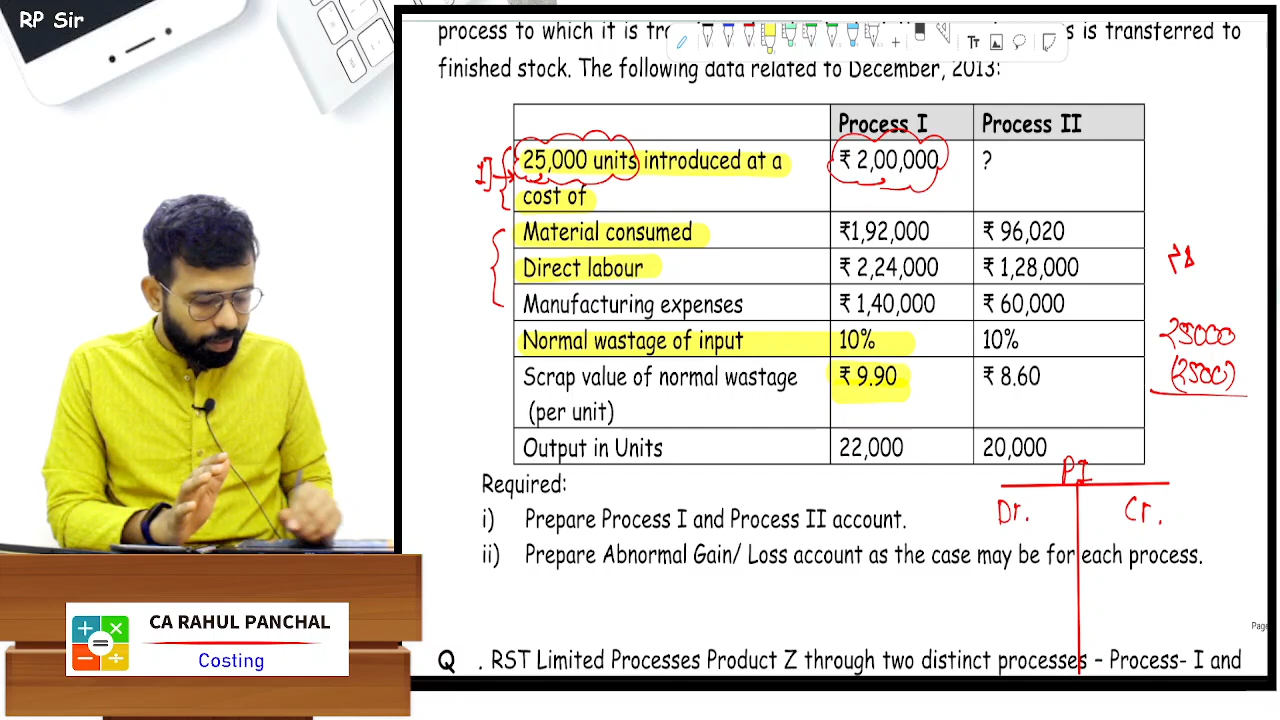 RP Sir
process to which it is
is transferred to
finished stock. The following data related to December, 2013:
Process I Process II
25,000 units introduced at a cost of ₹ 2,00,000 ?
Material consumed ₹1,92,000 ₹ 96,020
Direct labour ₹ 2,24,000 ₹ 1,28,000
Manufacturing expenses ₹ 1,40,000 ₹ 60,000
Normal wastage of input 10% 10%
Scrap value of normal wastage (per unit) ₹ 9.90 ₹ 8.60
Output in Units 22,000 20,000
25000
(2500)
PI
Dr. Cr.
Required:
i) Prepare Process I and Process II account.
ii) Prepare Abnormal Gain/ Loss account as the case may be for each process.
Page
Q . RST Limited Processes Product Z through two distinct processes – Process- I and
CA RAHUL PANCHAL
Costing